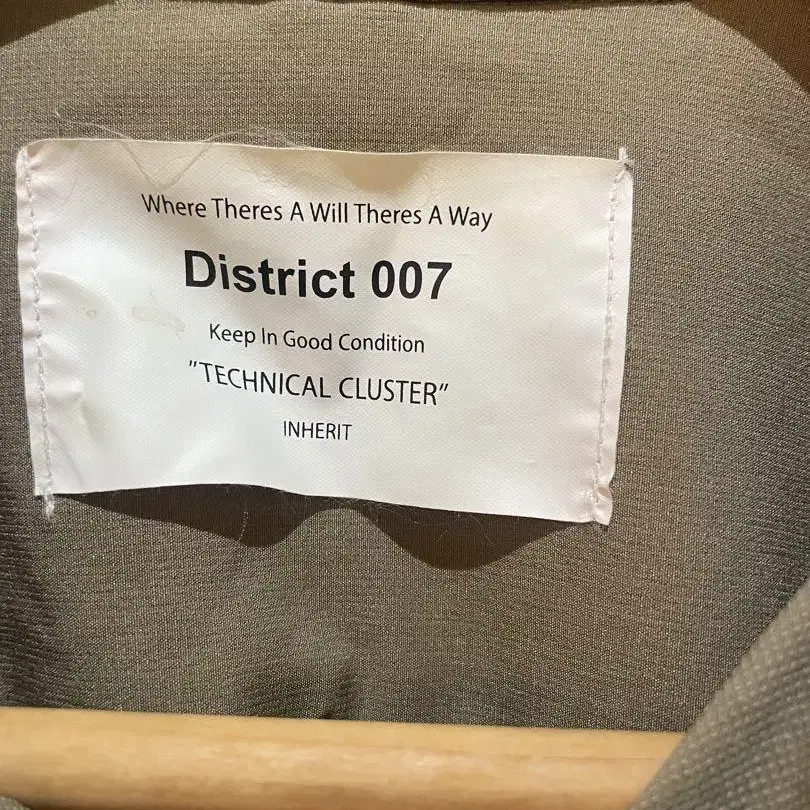 Where Theres A Will Theres A Way
District 007
Keep In Good Condition
"TECHNICAL CLUSTER"
INHERIT